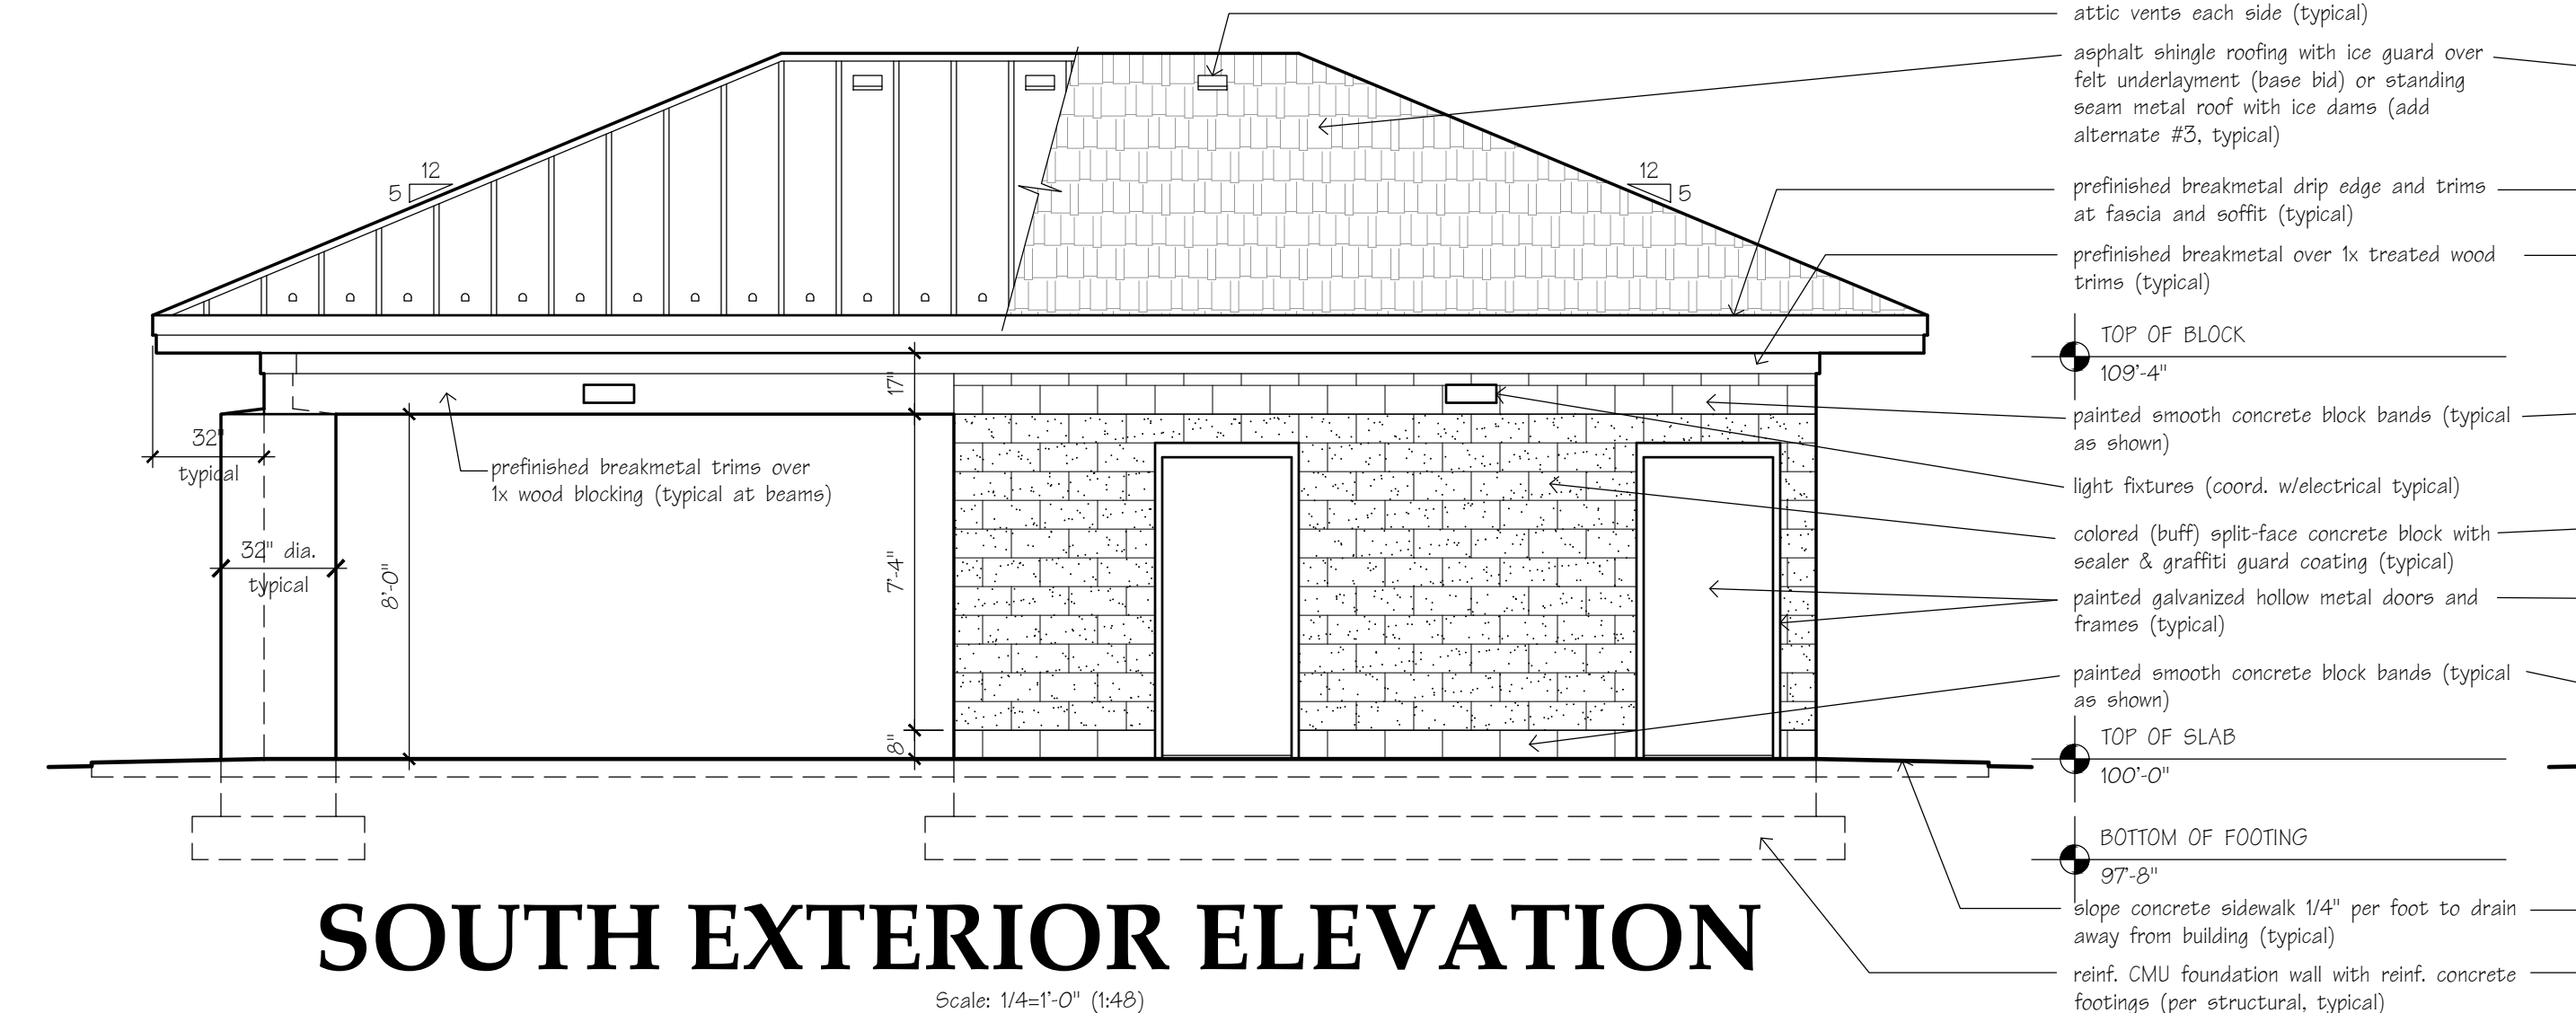 attic vents each side (typical)
asphalt shingle roofing with ice guard over
felt underlayment (base bid) or standing
seam metal roof with ice dams (add
alternate #3, typical)
12
5
12
5
prefinished breakmetal drip edge and trims
at fascia and soffit (typical)
prefinished breakmetal over 1x treated wood
trims (typical)
TOP OF BLOCK
109'-4"
17"
painted smooth concrete block bands (typical
as shown)
32"
typical
prefinished breakmetal trims over
1x wood blocking (typical at beams)
light fixtures (coord. w/electrical typical)
colored (buff) split-face concrete block with
sealer & graffiti guard coating (typical)
32" dia.
typical
8'-0"
7'-4"
painted galvanized hollow metal doors and
frames (typical)
painted smooth concrete block bands (typical
as shown)
8"
TOP OF SLAB
100'-0"
BOTTOM OF FOOTING
97'-8"
slope concrete sidewalk 1/4" per foot to drain
away from building (typical)
reinf. CMU foundation wall with reinf. concrete
footings (per structural, typical)
SOUTH EXTERIOR ELEVATION
Scale: 1/4=1'-0" (1:48)